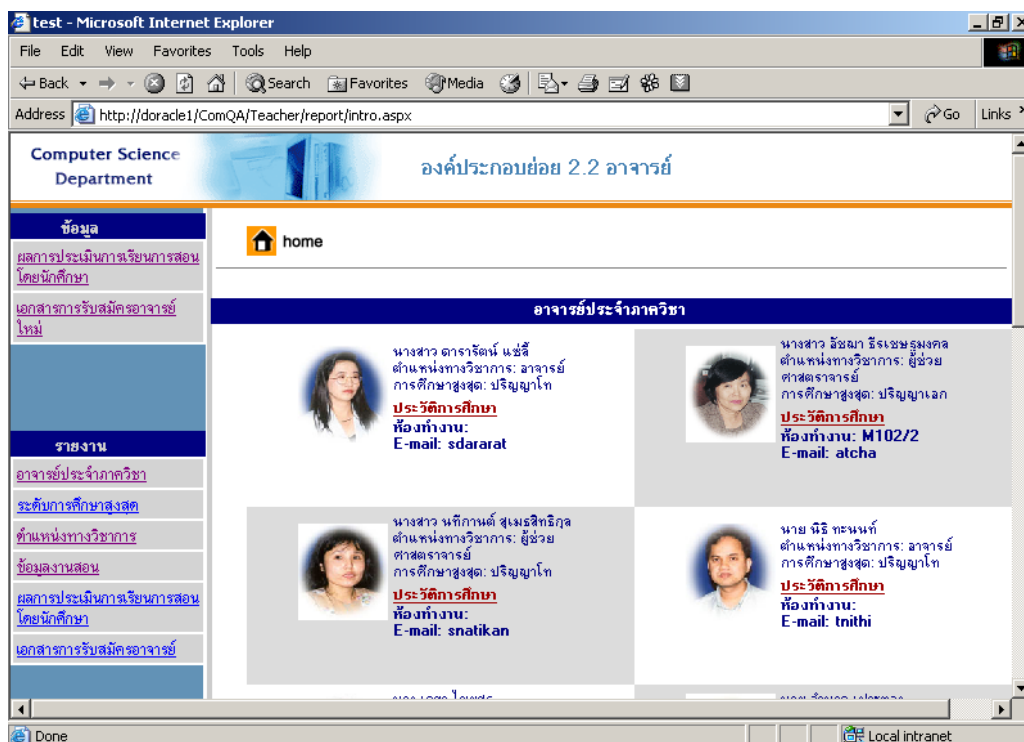 test - Microsoft Internet Explorer
File Edit View Favorites Tools Help
Back Search Favorites Media
Address http://doracle1/ComQA/Teacher/report/intro.aspx Go Links
Computer Science
Department
องค์ประกอบย่อย 2.2 อาจารย์
ข้อมูล
ผลการประเมินการเรียนการสอน
โดยนักศึกษา
เอกสารการรับสมัครอาจารย์
ใหม่
รายงาน
อาจารย์ประจำภาควิชา
ระดับการศึกษาสูงสุด
ตำแหน่งทางวิชาการ
ข้อมูลงานสอน
ผลการประเมินการเรียนการสอน
โดยนักศึกษา
เอกสารการรับสมัครอาจารย์
home
อาจารย์ประจำภาควิชา
นางสาว ดารารัตน์ แซ่ลี้
ตำแหน่งทางวิชาการ: อาจารย์
การศึกษาสูงสุด: ปริญญาโท
ประวัติการศึกษา
ห้องทำงาน:
E-mail: sdararat
นางสาว อัชฌา ธีรเชษฐมงคล
ตำแหน่งทางวิชาการ: ผู้ช่วย
ศาสตราจารย์
การศึกษาสูงสุด: ปริญญาเอก
ประวัติการศึกษา
ห้องทำงาน: M102/2
E-mail: atcha
นางสาว นทีกานต์ สุเมธสิทธิกุล
ตำแหน่งทางวิชาการ: ผู้ช่วย
ศาสตราจารย์
การศึกษาสูงสุด: ปริญญาโท
ประวัติการศึกษา
ห้องทำงาน:
E-mail: snatikan
นาย นิธิ ทะนนท์
ตำแหน่งทางวิชาการ: อาจารย์
การศึกษาสูงสุด: ปริญญาโท
ประวัติการศึกษา
ห้องทำงาน:
E-mail: tnithi
Done Local intranet